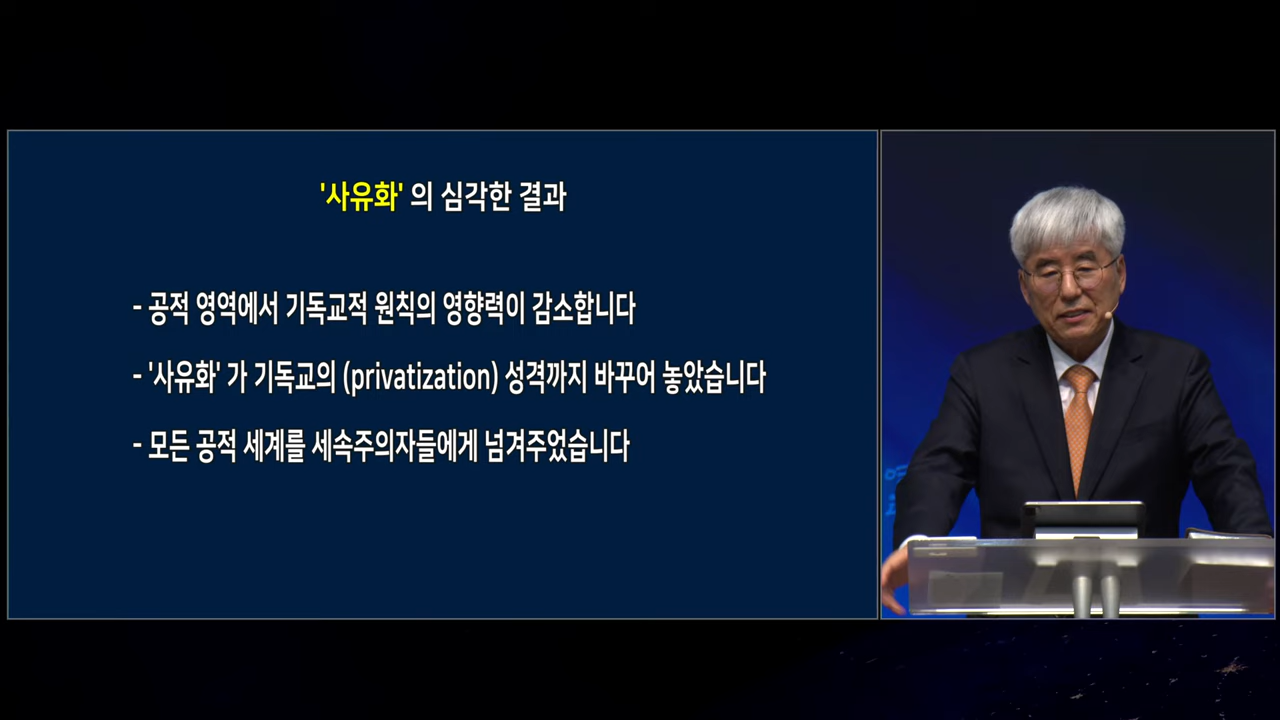 '사유화' 의 심각한 결과
- 공적 영역에서 기독교적 원칙의 영향력이 감소합니다
- '사유화' 가 기독교의 (privatization) 성격까지 바꾸어 놓았습니다
- 모든 공적 세계를 세속주의자들에게 넘겨주었습니다